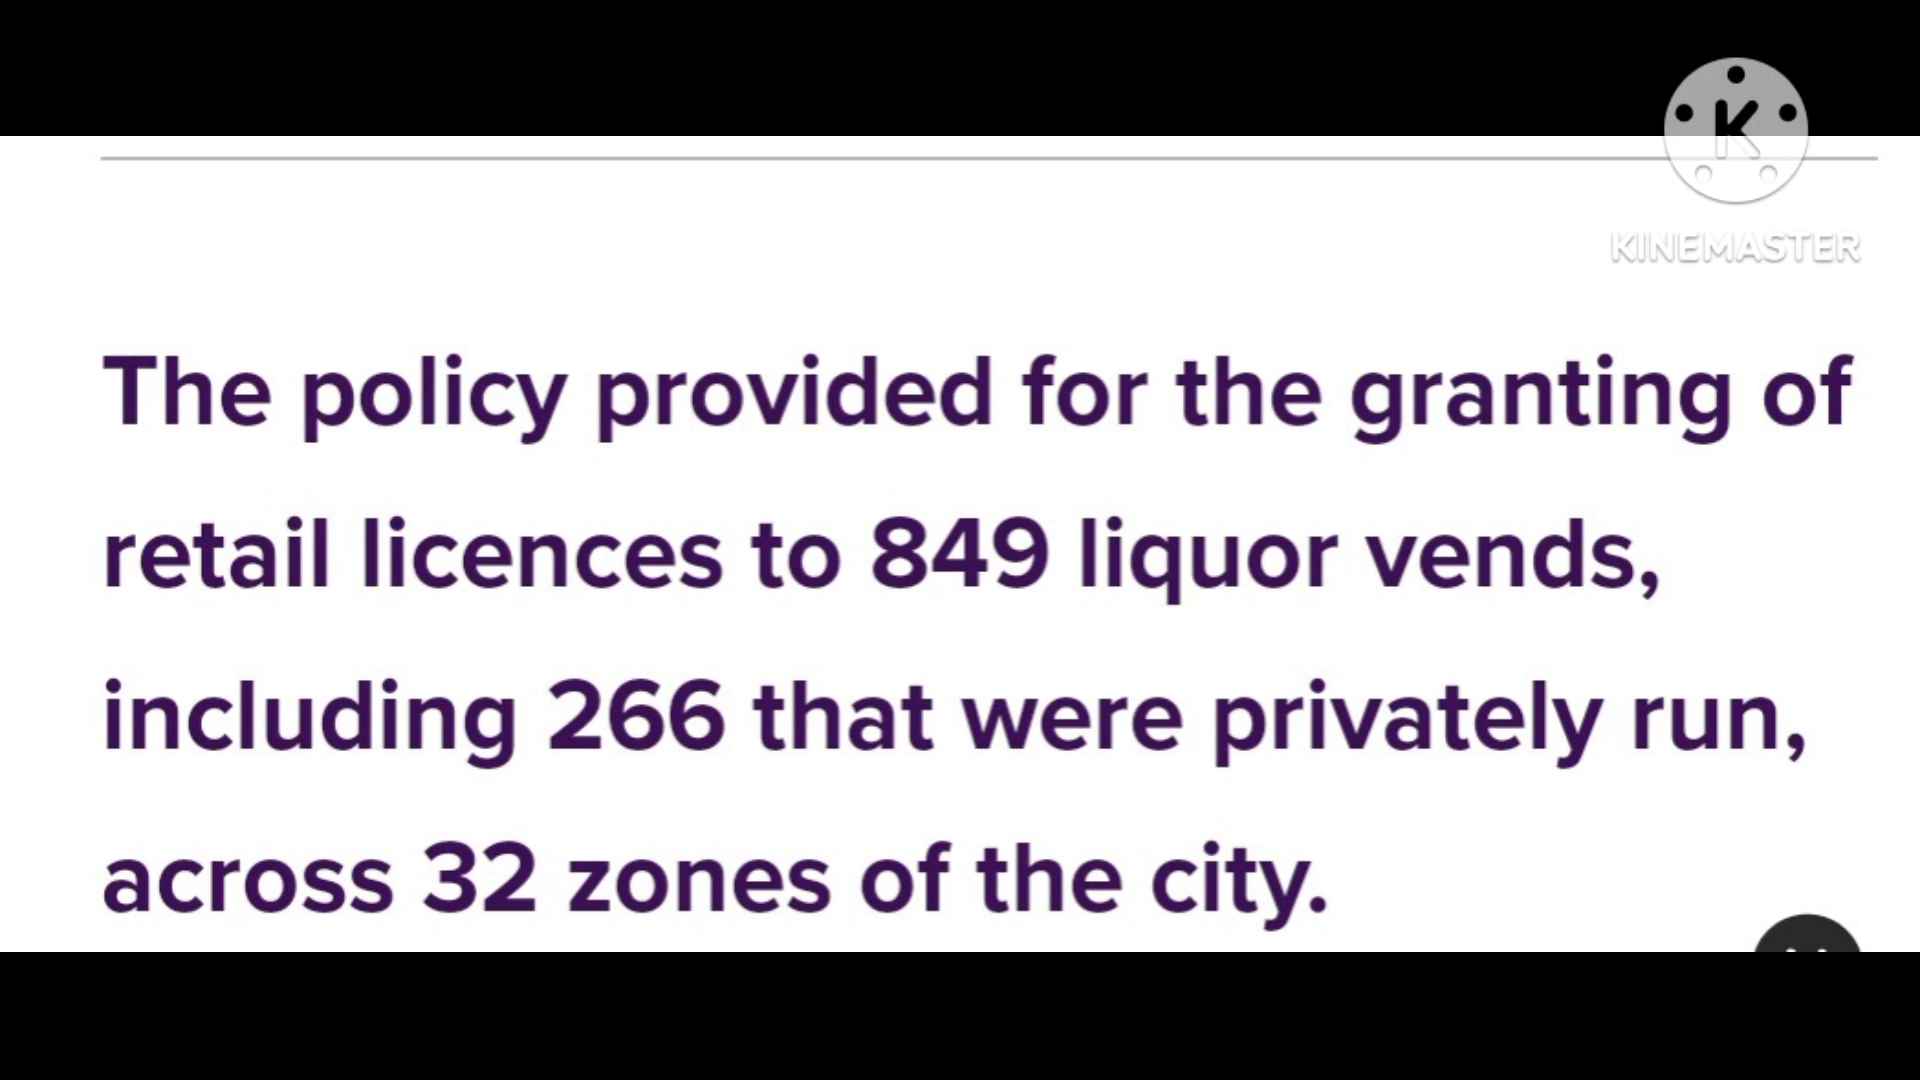 KINEMASTER
The policy provided for the granting of
retail licences to 849 liquor vends,
including 266 that were privately run,
across 32 zones of the city.